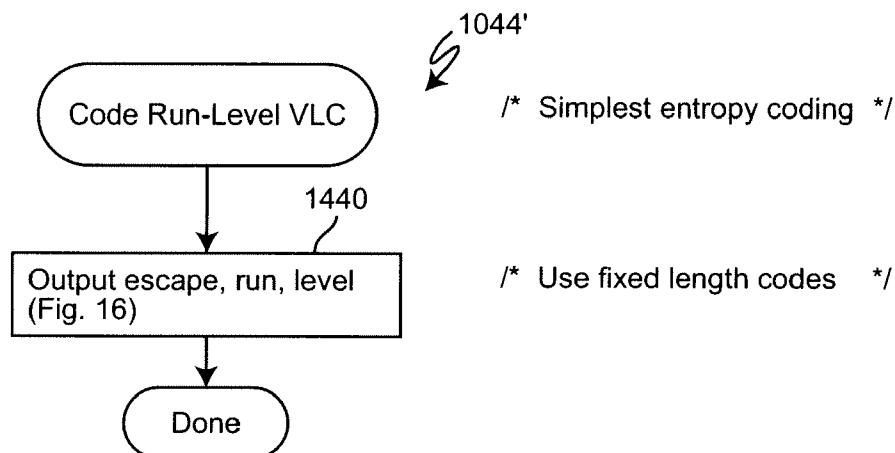 1044'
Code Run-Level VLC
/* Simplest entropy coding */
1440
Output escape, run, level
(Fig. 16)
/* Use fixed length codes */
Done